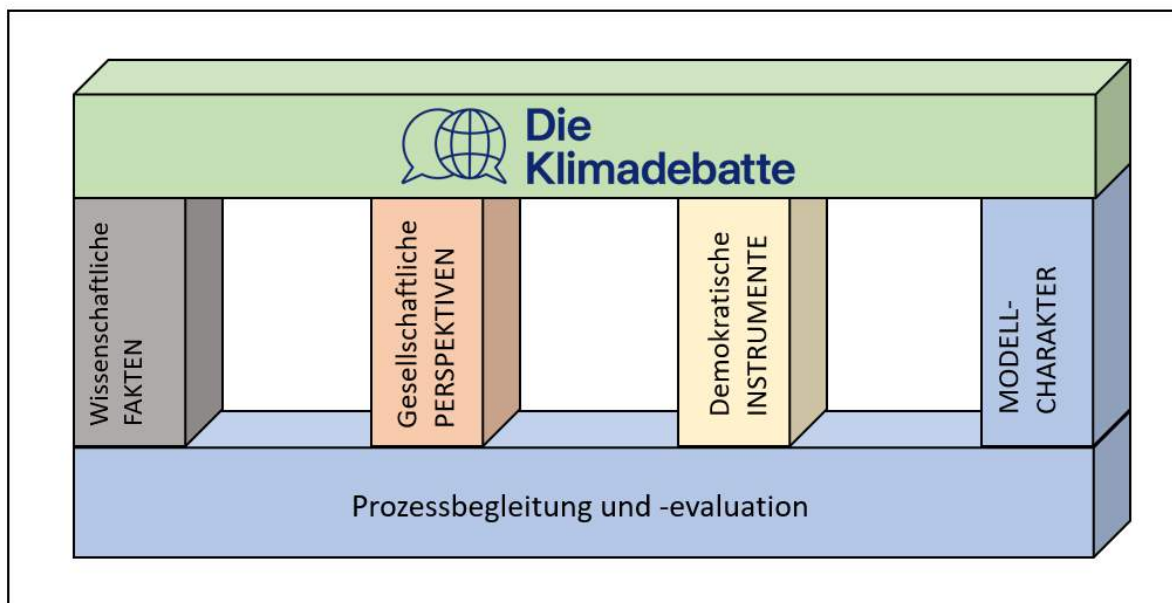 Die
Klimadebatte
Wissenschaftliche
FAKTEN
Gesellschaftliche
PERSPEKTIVEN
Demokratische
INSTRUMENTE
MODELL-
CHARAKTER
Prozessbegleitung und -evaluation